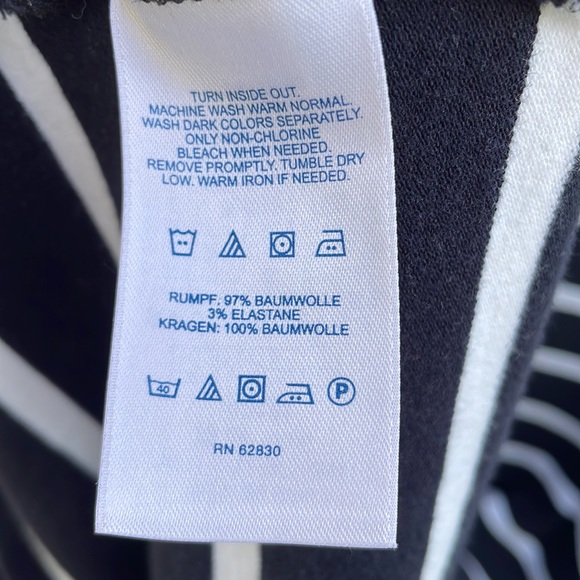 TURN INSIDE OUT.
MACHINE WASH WARM NORMAL.
WASH DARK COLORS SEPARATELY.
ONLY NON-CHLORINE
BLEACH WHEN NEEDED.
REMOVE PROMPTLY. TUMBLE DRY
LOW. WARM IRON IF NEEDED.
RUMPF: 97% BAUMWOLLE
3% ELASTANE
KRAGEN: 100% BAUMWOLLE
40 P
RN 62830